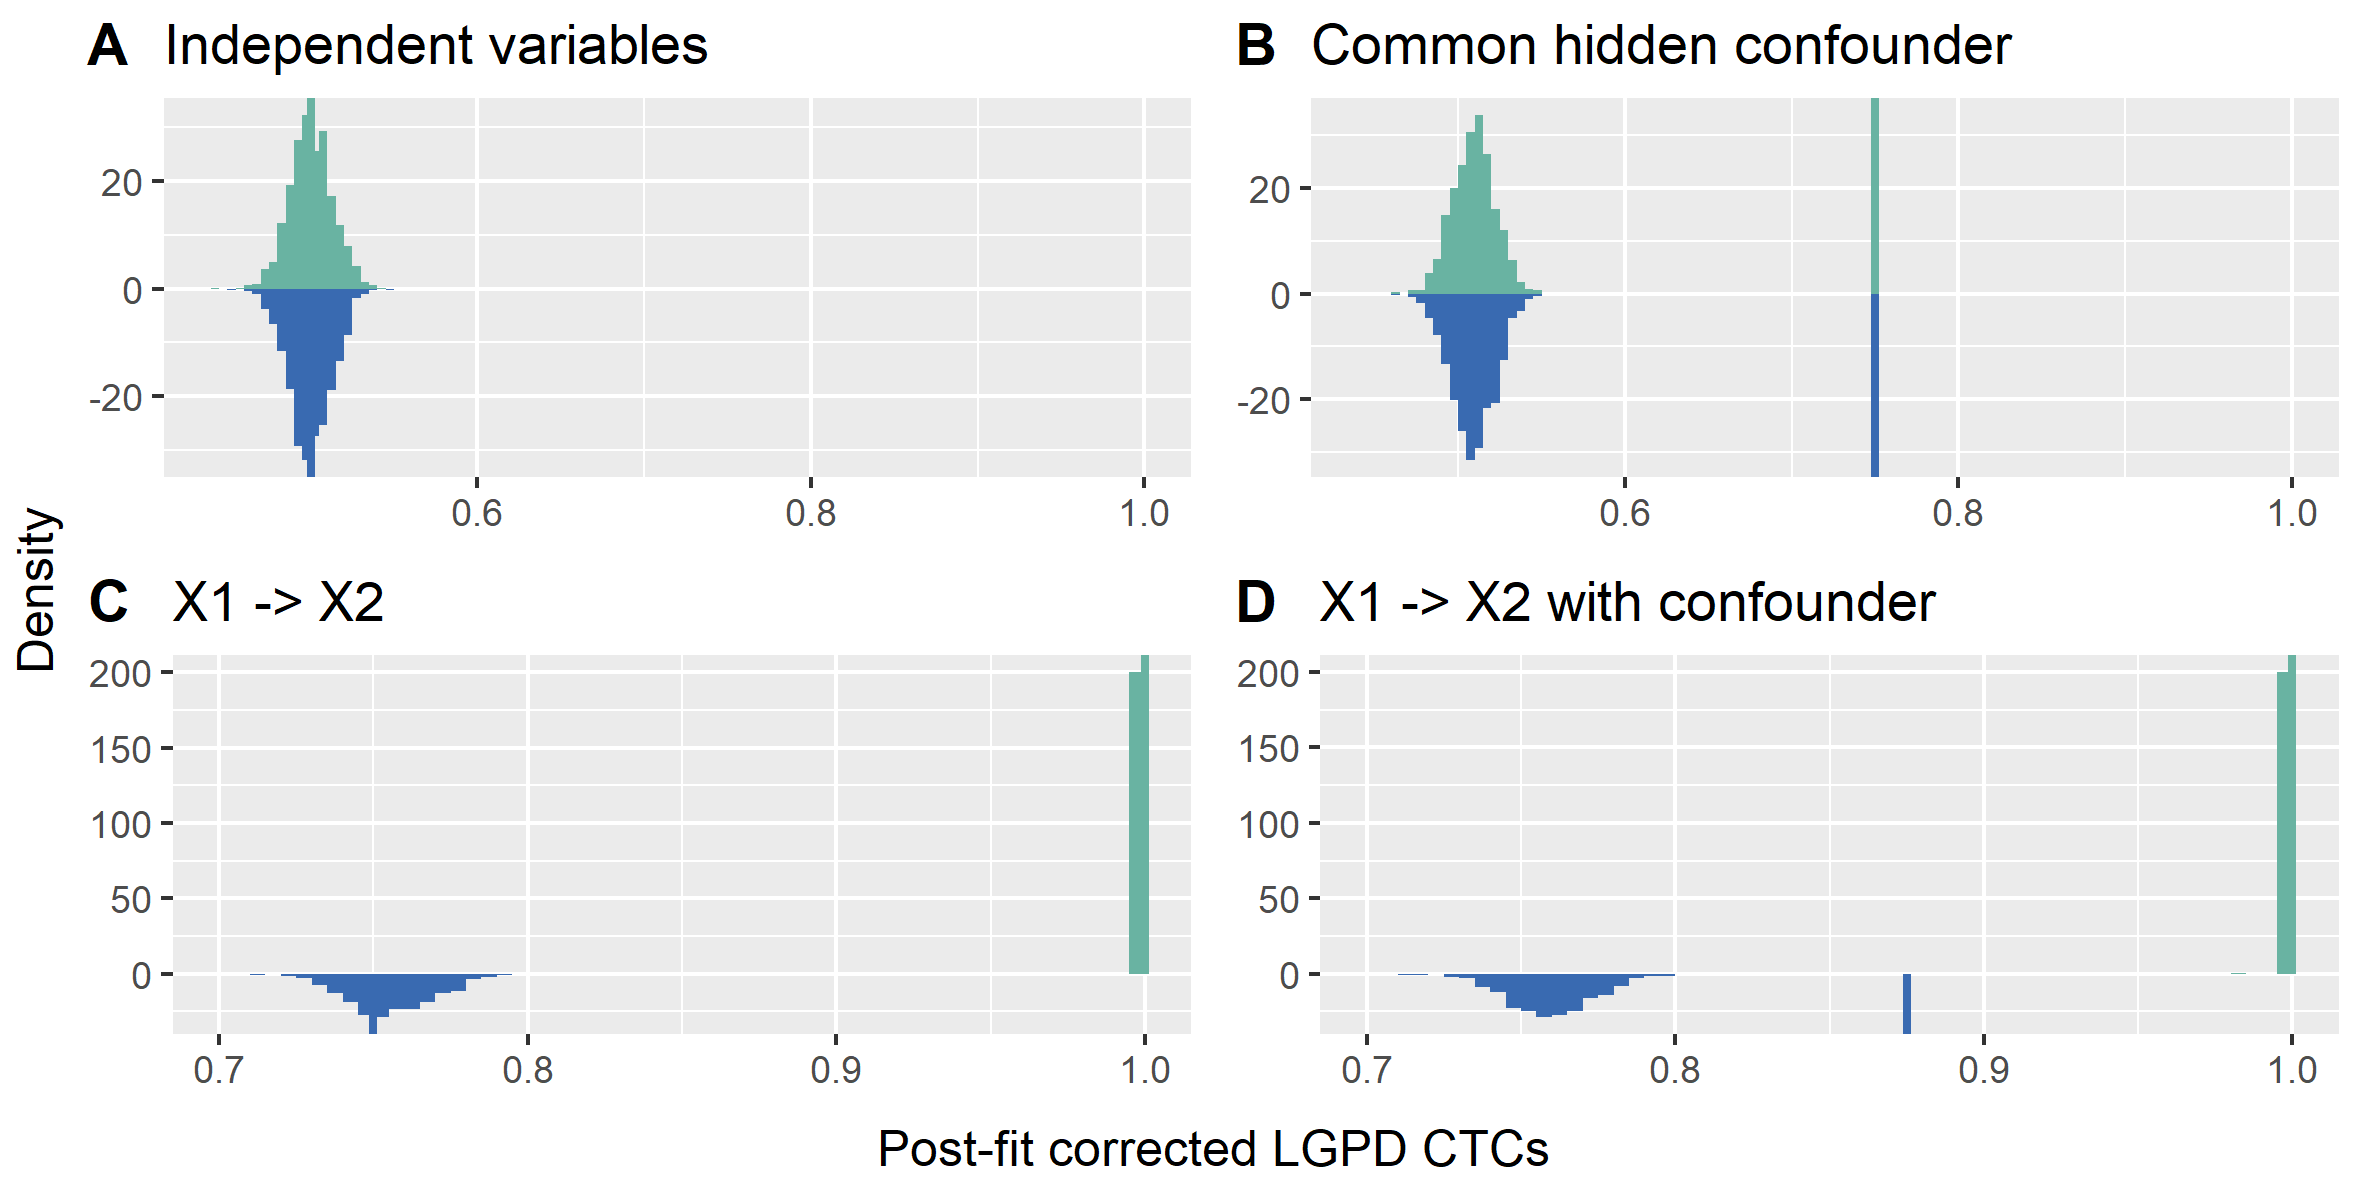 A Independent variables
B Common hidden confounder
20
0
-20
0.6 0.8 1.0
20
0
-20
0.6 0.8 1.0
Density
C X1 -> X2
D X1 -> X2 with confounder
200
150
100
50
0
0.7 0.8 0.9 1.0
200
150
100
50
0
0.7 0.8 0.9 1.0
Post-fit corrected LGPD CTCs